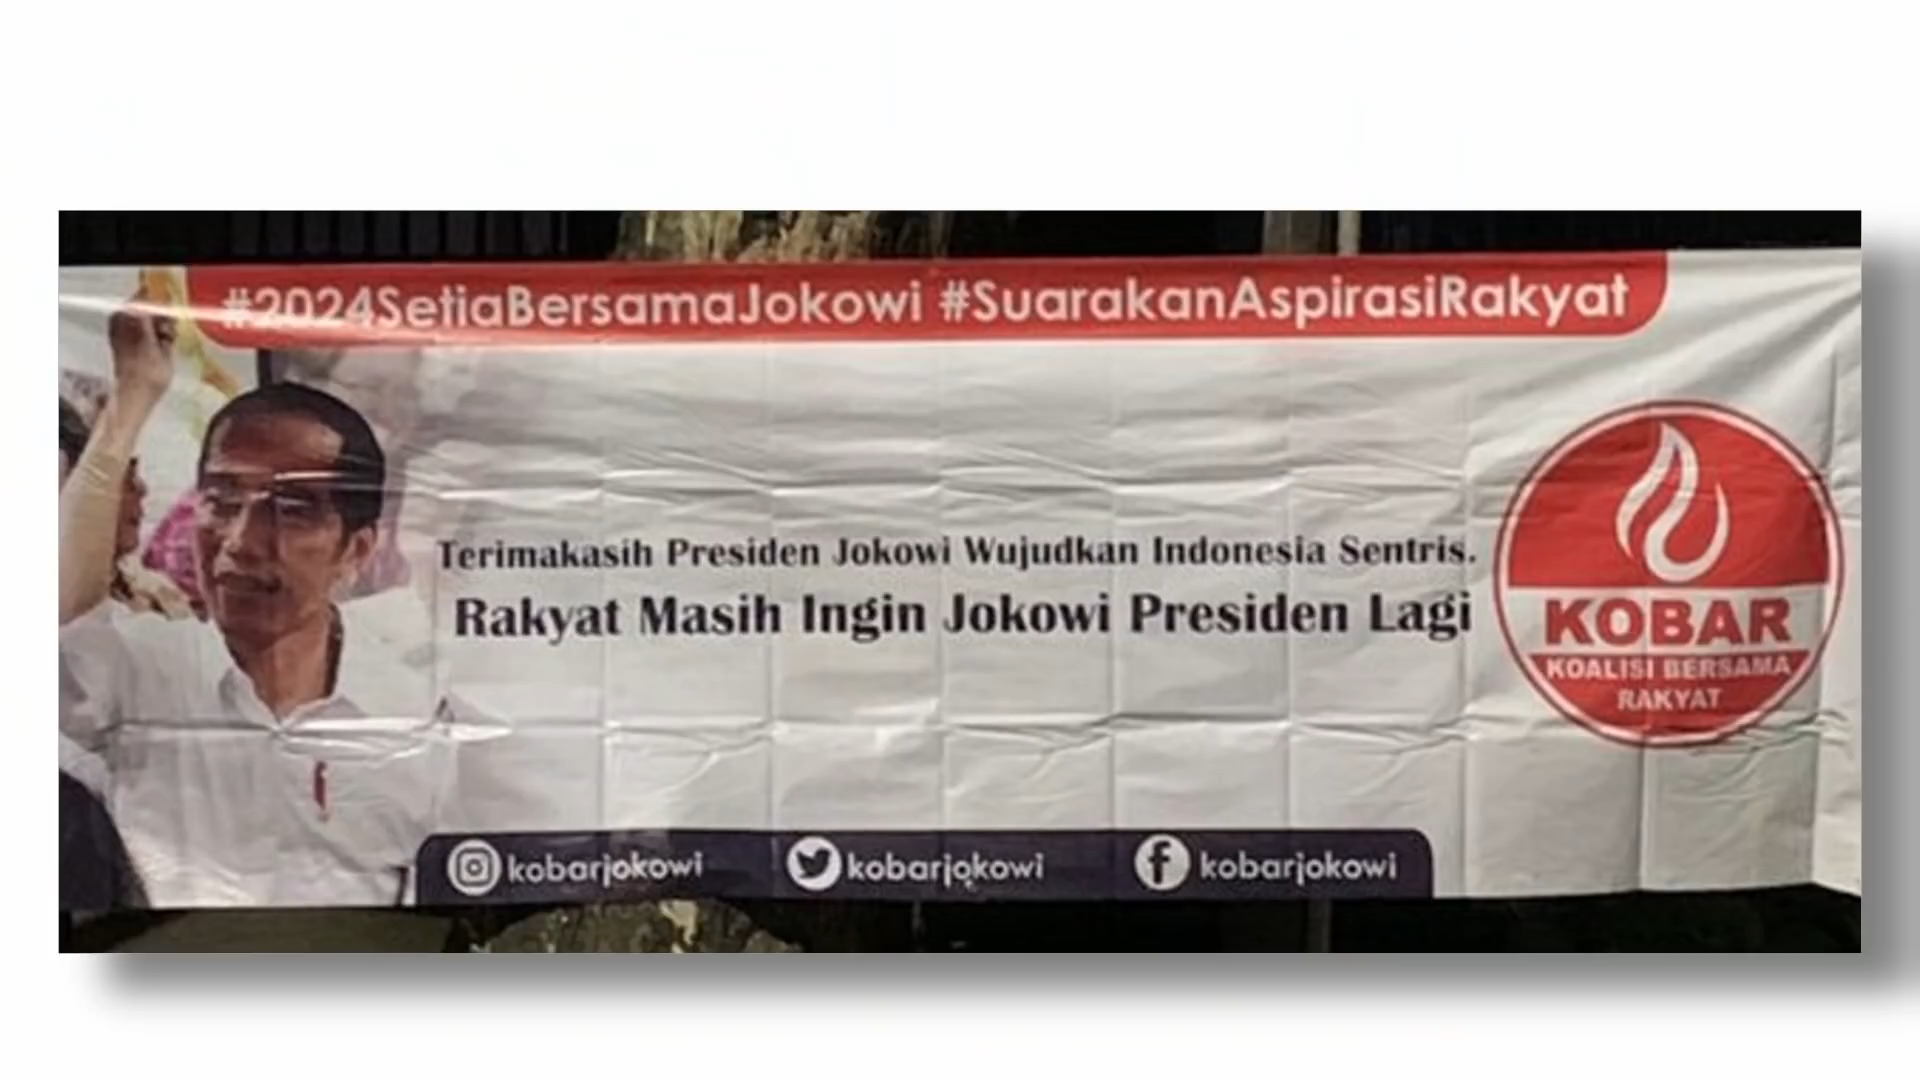 #2024SetiaBersamaJokowi #SuarakanAspirasiRakyat
Terimakasih Presiden Jokowi Wujudkan Indonesia Sentris.
Rakyat Masih Ingin Jokowi Presiden Lagi
KOBAR
KOALISI BERSAMA
RAKYAT
kobarjokowi kobarjokowi kobarjokowi